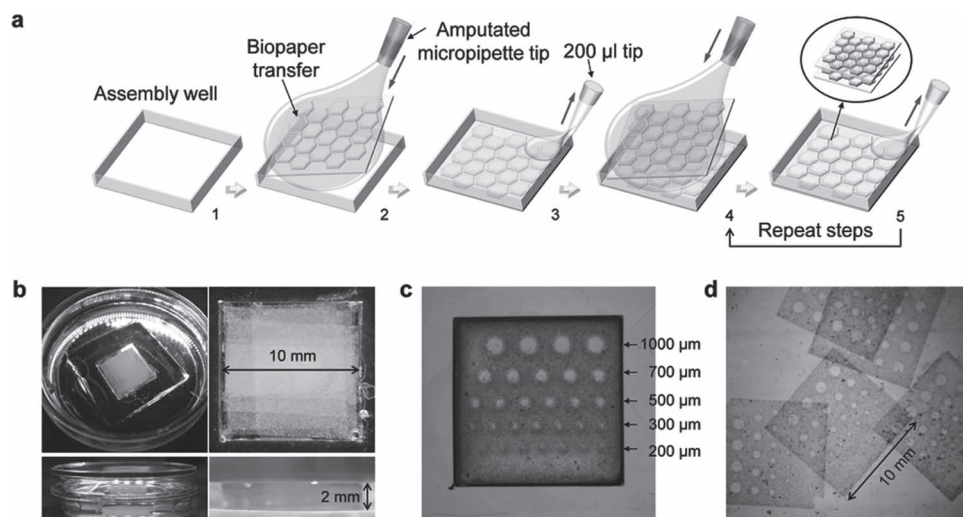 a
Amputated
micropipette tip
Biopaper
transfer
200 µl tip
Assembly well
1
2
3
4
5
Repeat steps
b
10 mm
2 mm
c
1000 µm
700 µm
500 µm
300 µm
200 µm
d
10 mm